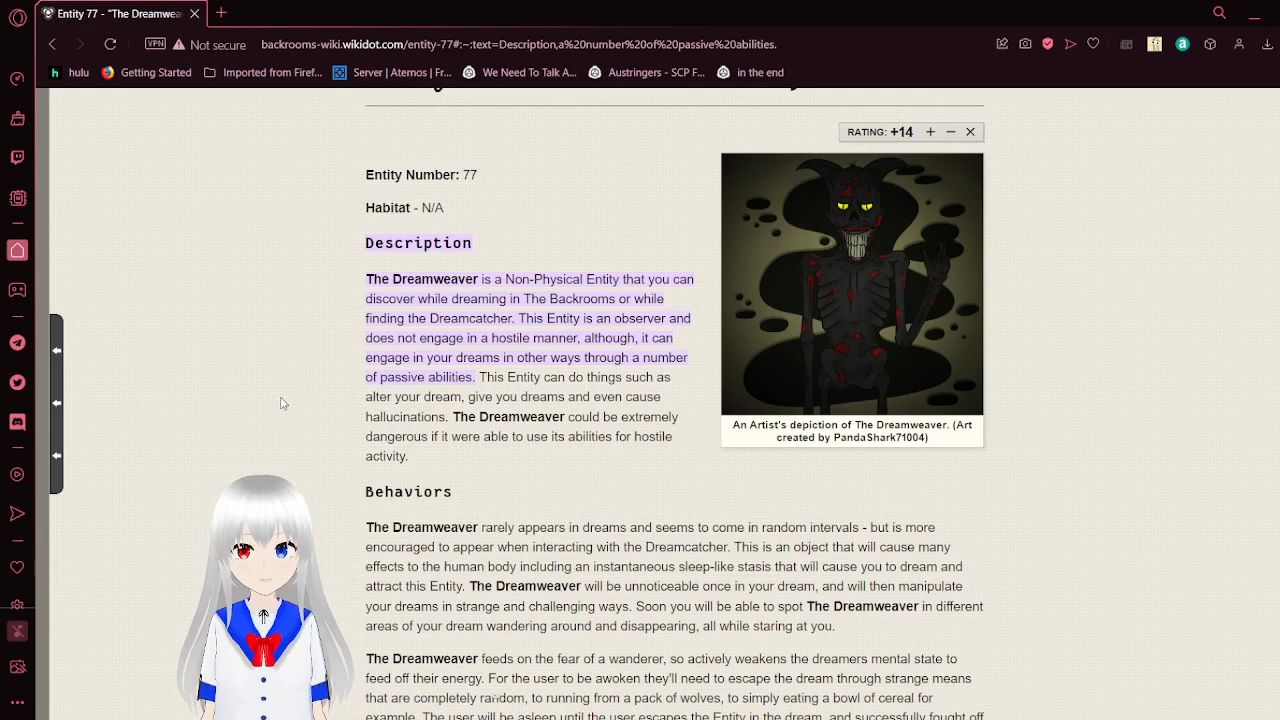 Entity 77 - "The Dreamwea
VPN
Not secure
backrooms-wiki.wikidot.com/entity-77#:~:text=Description,a%20number%20of%20passive%20abilities.
hulu
Getting Started
Imported from Firef...
Server | Aternos | Fr...
We Need To Talk A...
Austringers - SCP F...
in the end
RATING: +14 + − X
Entity Number: 77
Habitat - N/A
Description
The Dreamweaver is a Non-Physical Entity that you can
discover while dreaming in The Backrooms or while
finding the Dreamcatcher. This Entity is an observer and
does not engage in a hostile manner, although, it can
engage in your dreams in other ways through a number
of passive abilities. This Entity can do things such as
alter your dream, give you dreams and even cause
hallucinations. The Dreamweaver could be extremely
dangerous if it were able to use its abilities for hostile
activity.
An Artist's depiction of The Dreamweaver. (Art
created by PandaShark71004)
Behaviors
The Dreamweaver rarely appears in dreams and seems to come in random intervals - but is more
encouraged to appear when interacting with the Dreamcatcher. This is an object that will cause many
effects to the human body including an instantaneous sleep-like stasis that will cause you to dream and
attract this Entity. The Dreamweaver will be unnoticeable once in your dream, and will then manipulate
your dreams in strange and challenging ways. Soon you will be able to spot The Dreamweaver in different
areas of your dream wandering around and disappearing, all while staring at you.
The Dreamweaver feeds on the fear of a wanderer, so actively weakens the dreamers mental state to
feed off their energy. For the user to be awoken they'll need to escape the dream through strange means
that are completely random, to running from a pack of wolves, to simply eating a bowl of cereal for
example. The user will be asleep until the user escapes the Entity in the dream, and successfully fought off